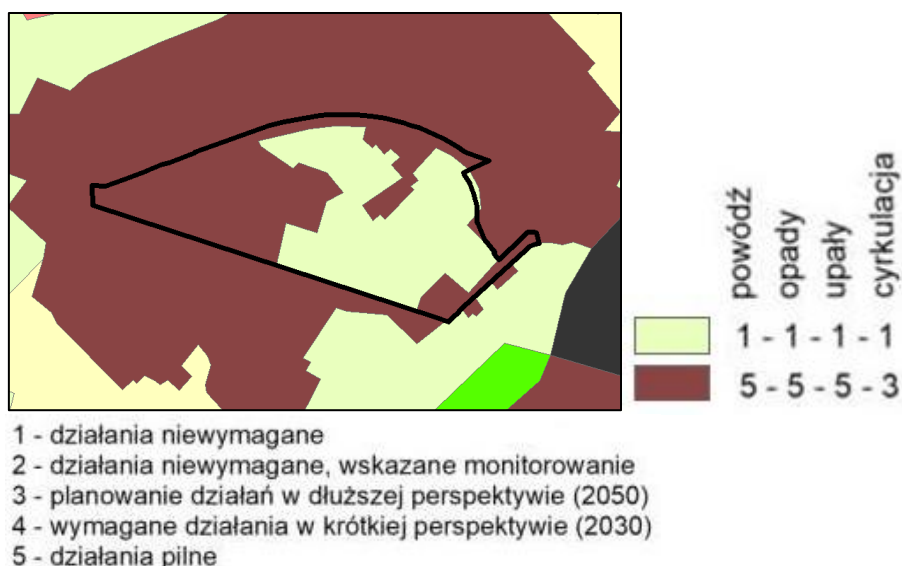 powódź
opady
upały
cyrkulacja
1 - 1 - 1 - 1
5 - 5 - 5 - 3
1 - działania niewymagane
2 - działania niewymagane, wskazane monitorowanie
3 - planowanie działań w dłuższej perspektywie (2050)
4 - wymagane działania w krótkiej perspektywie (2030)
5 - działania pilne